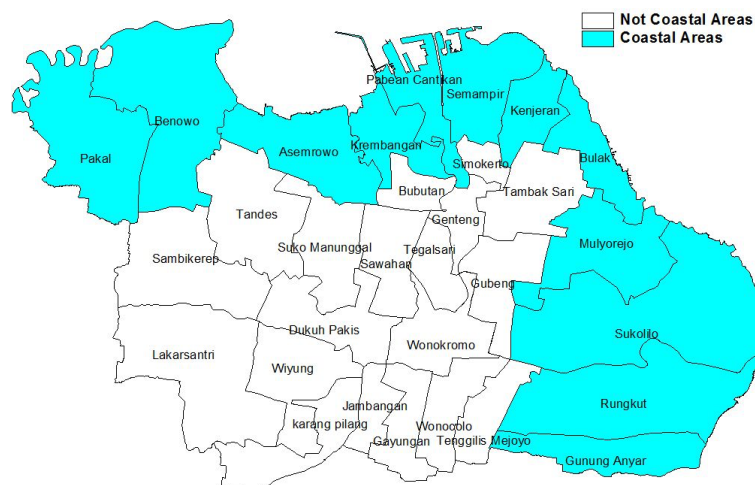 Not Coastal Areas
Coastal Areas
Pabean Cantikan
Semampir
Kenjeran
Benowo
Krembangan
Asemrowo
Pakal
Simokerto
Bulak
Bubutan
Tambak Sari
Tandes
Genteng
Suko Manunggal
Tegalsari
Mulyorejo
Sambikerep
Sawahan
Gubeng
Dukuh Pakis
Sukolilo
Wonokromo
Lakarsantri
Wiyung
Jambangan
Rungkut
karang pilang
Wonocolo
Gayungan
Tenggilis Mejoyo
Gunung Anyar